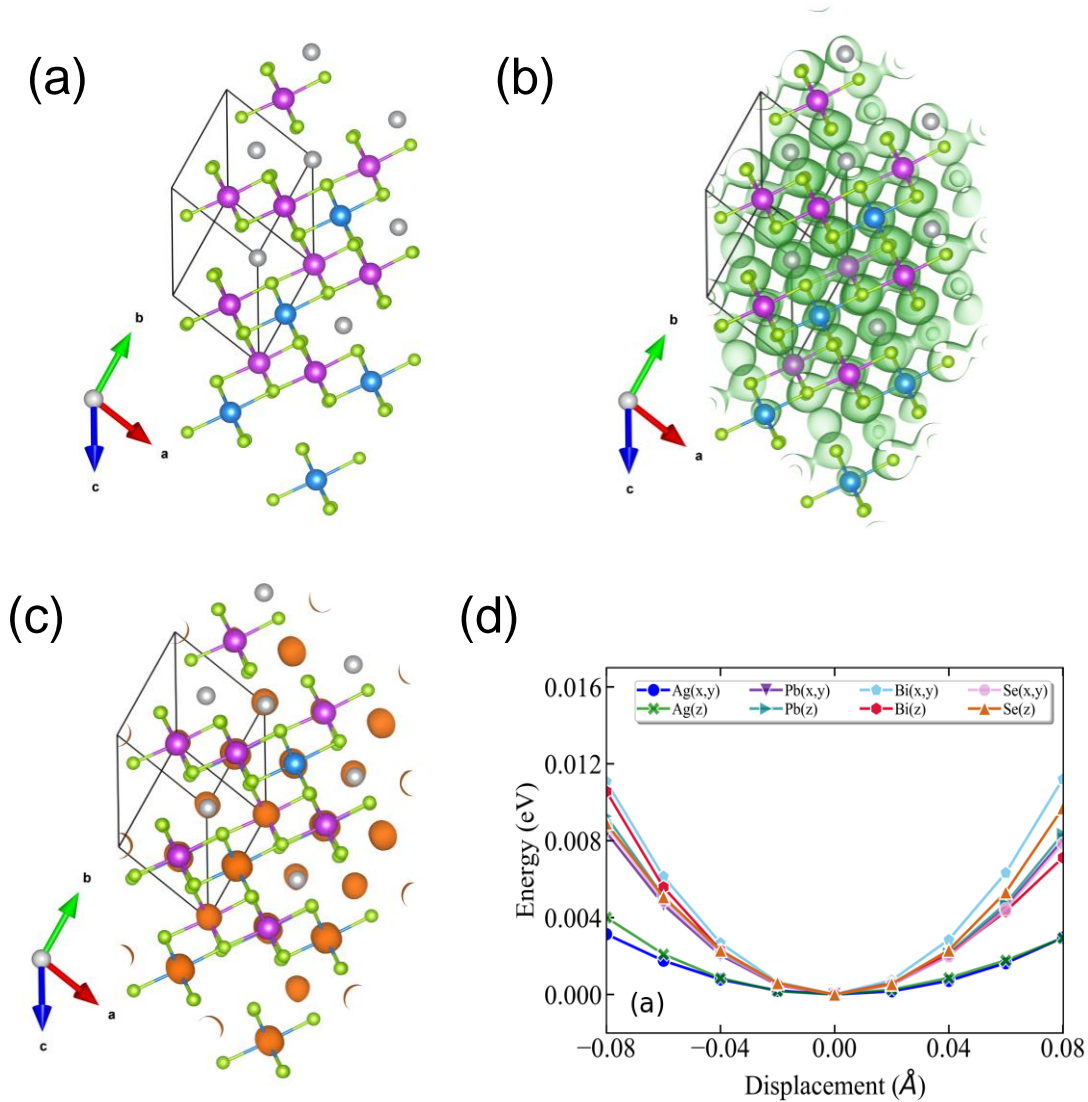 (a)
(b)
b
a
c
b
a
c
(c)
(d)
b
a
c
0.016
0.012
0.008
0.004
0.000
Energy (eV)
Ag(x,y) Pb(x,y) Bi(x,y) Se(x,y)
Ag(z) Pb(z) Bi(z) Se(z)
(a)
−0.08 −0.04 0.00 0.04 0.08
Displacement (Å)